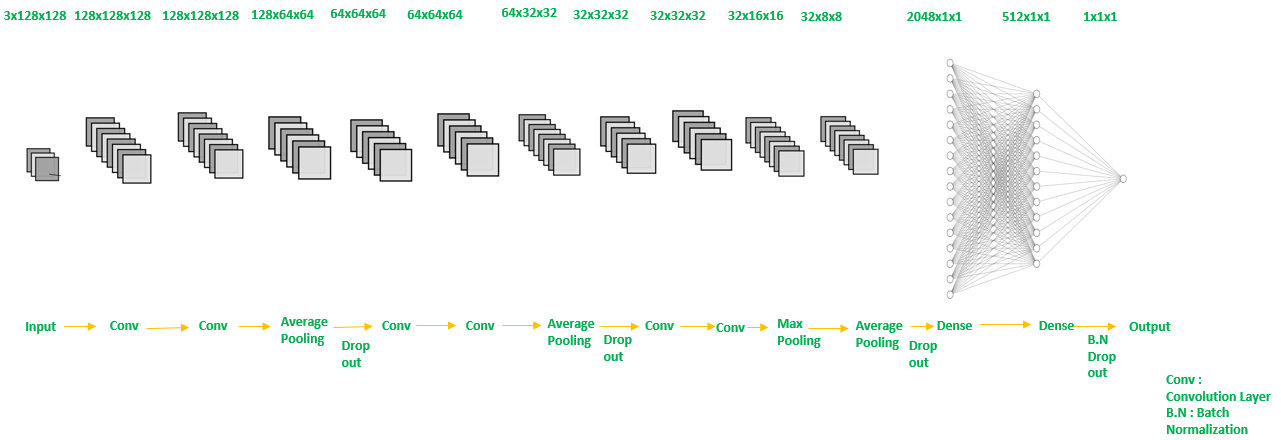 3x128x128 128x128x128 128x128x128 128x64x64 64x64x64 64x64x64 64x32x32 32x32x32 32x32x32 32x16x16 32x8x8 2048x1x1 512x1x1 1x1x1
Input Conv Conv Average Conv Conv Average Conv Conv Max Average Dense Dense Output
Pooling Pooling Pooling Pooling
Drop Drop Drop B.N
out out out Drop
out
Conv :
Convolution Layer
B.N : Batch
Normalization